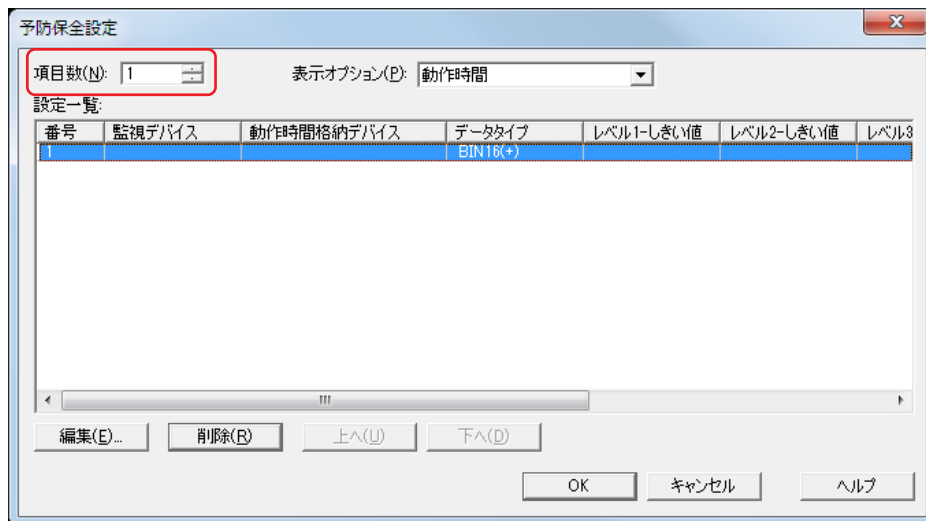 予防保全設定
項目数(N): 1 表示オプション(P): 動作時間
設定一覧:
番号 監視デバイス 動作時間格納デバイス データタイプ レベル1-しきい値 レベル2-しきい値 レベル3
1 BIN16(+)
編集(E)... 削除(R) 上へ(U) 下へ(D)
OK キャンセル ヘルプ